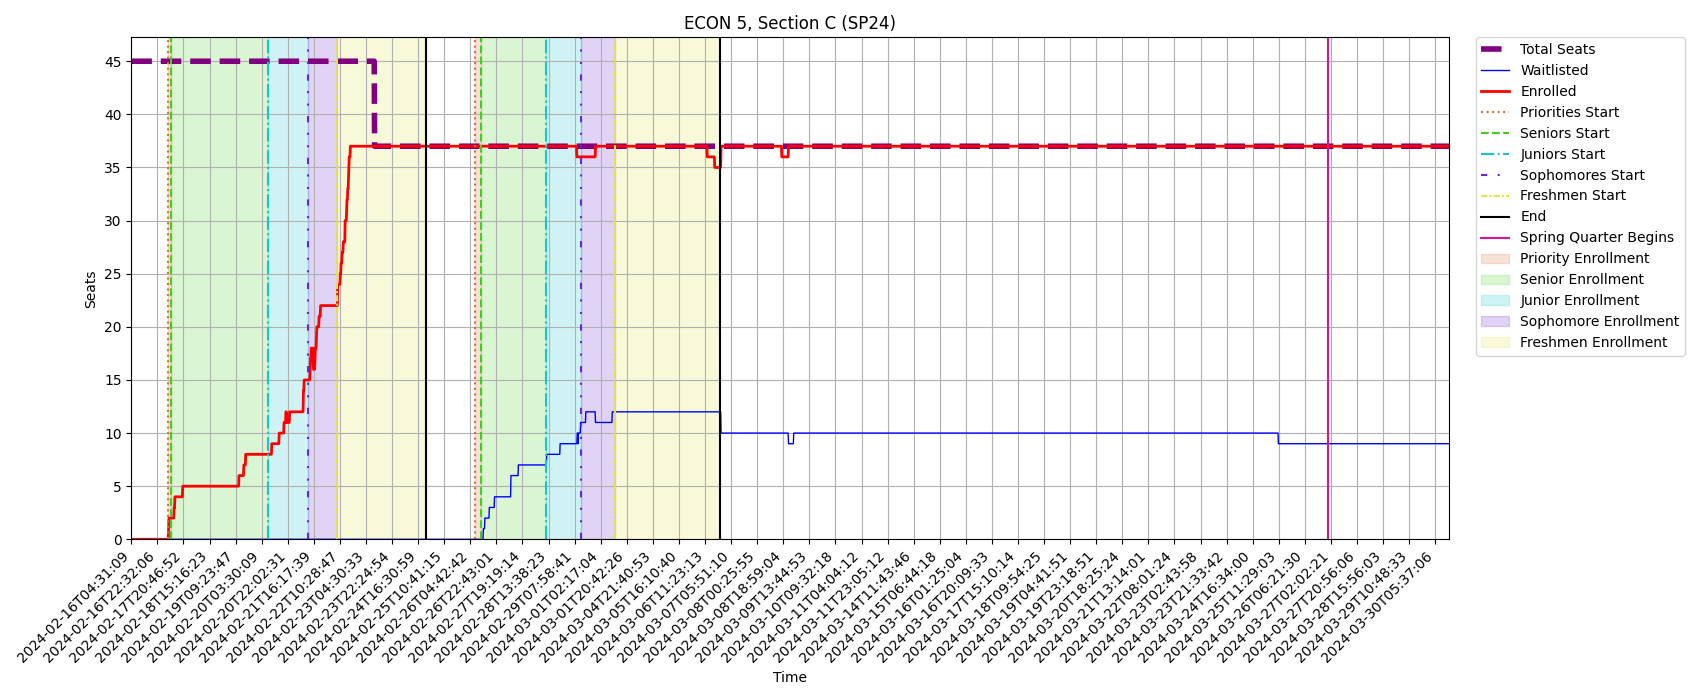 ECON 5, Section C (SP24)
Seats
45
40
35
30
25
20
15
10
5
0
2024-02-16T04:31:09
2024-02-16T22:32:06
2024-02-17T20:46:52
2024-02-18T15:16:23
2024-02-19T09:23:47
2024-02-20T03:30:09
2024-02-20T22:02:31
2024-02-21T16:17:39
2024-02-22T10:28:47
2024-02-23T04:30:33
2024-02-23T22:24:54
2024-02-24T16:30:59
2024-02-25T10:41:15
2024-02-26T04:42:42
2024-02-26T22:43:01
2024-02-27T19:19:14
2024-02-28T13:38:23
2024-02-29T07:58:41
2024-03-01T02:17:04
2024-03-01T20:42:26
2024-03-04T21:40:53
2024-03-05T16:10:40
2024-03-06T11:23:13
2024-03-07T05:51:10
2024-03-08T00:25:55
2024-03-08T18:59:04
2024-03-09T13:44:53
2024-03-10T09:32:18
2024-03-11T04:04:12
2024-03-11T23:05:12
2024-03-14T11:43:46
2024-03-15T06:44:18
2024-03-16T01:25:04
2024-03-16T20:09:33
2024-03-17T15:10:14
2024-03-18T09:54:25
2024-03-19T04:41:51
2024-03-19T23:18:51
2024-03-20T18:25:24
2024-03-21T13:14:01
2024-03-22T08:01:24
2024-03-23T02:43:58
2024-03-23T21:33:42
2024-03-24T16:34:00
2024-03-25T11:29:03
2024-03-26T06:21:30
2024-03-27T02:02:21
2024-03-27T20:56:06
2024-03-28T15:56:03
2024-03-29T10:48:33
2024-03-30T05:37:06
Time
Total Seats
Waitlisted
Enrolled
Priorities Start
Seniors Start
Juniors Start
Sophomores Start
Freshmen Start
End
Spring Quarter Begins
Priority Enrollment
Senior Enrollment
Junior Enrollment
Sophomore Enrollment
Freshmen Enrollment